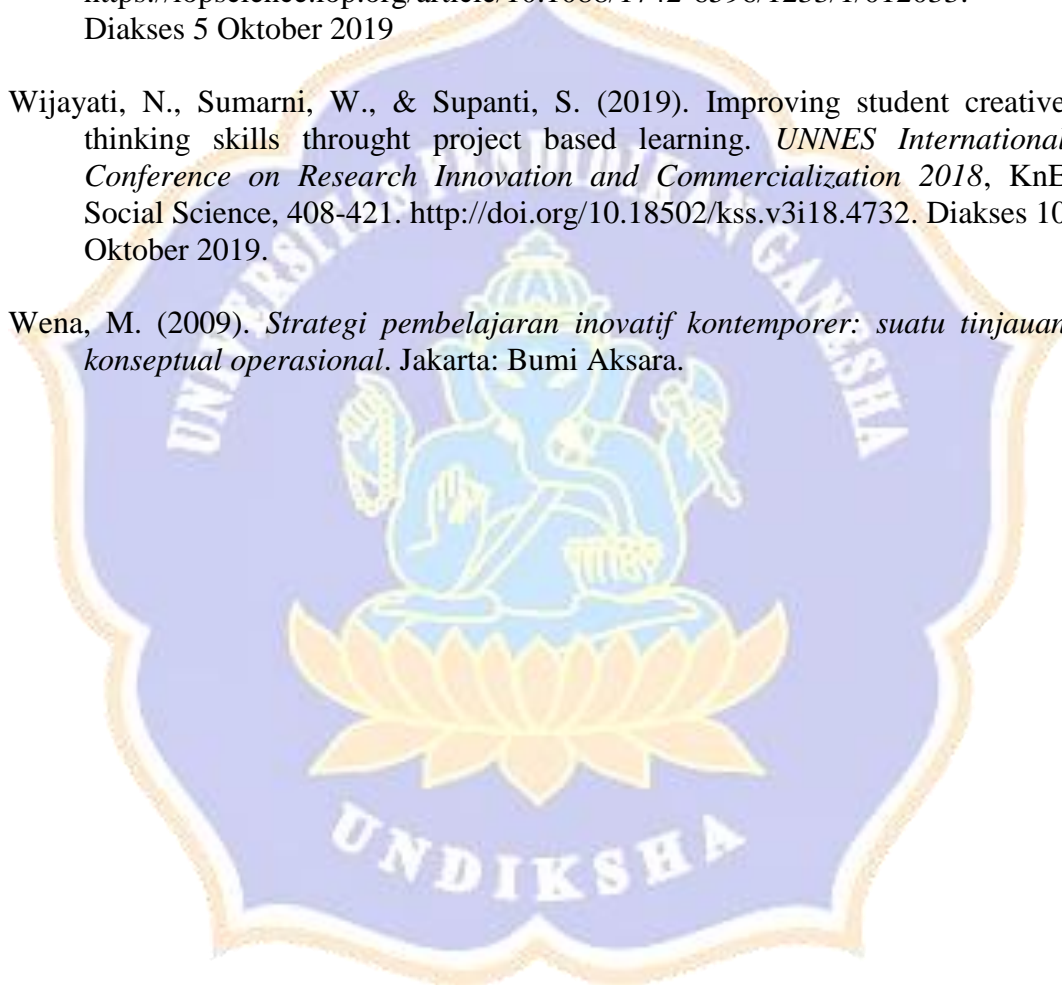 Diakses 5 Oktober 2019
Wijayati, N., Sumarni, W., & Supanti, S. (2019). Improving student creative
thinking skills throught project based learning. UNNES International
Conference on Research Innovation and Commercialization 2018, KnE
Social Science, 408-421. http://doi.org/10.18502/kss.v3i18.4732. Diakses 10
Oktober 2019.
Wena, M. (2009). Strategi pembelajaran inovatif kontemporer: suatu tinjauan
konseptual operasional. Jakarta: Bumi Aksara.
UNIVERSITAS PENDIDIKAN GANESHA
UNDIKSHA